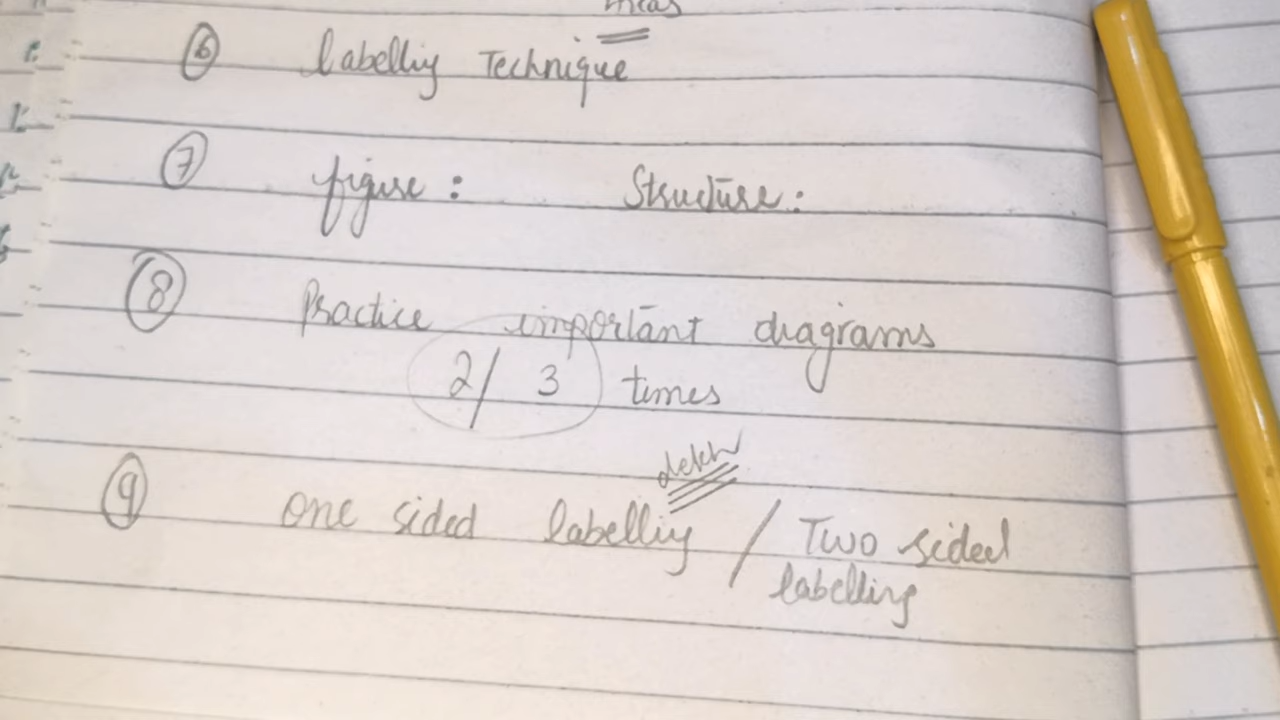 ⑥ labelling Technique
⑦ figure : Structure :
⑧ Practice important diagrams
2/ 3 times
⑨ one sided labelling / Two sided
labelling